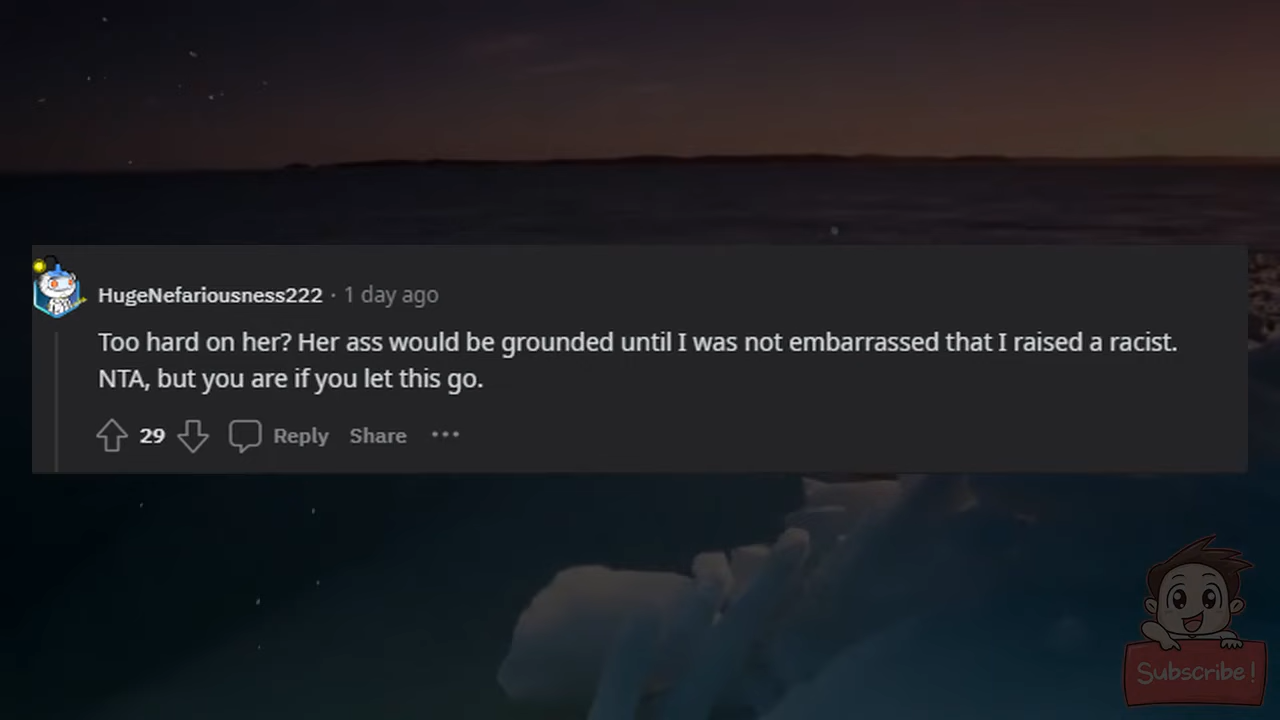 HugeNefariousness222 · 1 day ago
Too hard on her? Her ass would be grounded until I was not embarrassed that I raised a racist.
NTA, but you are if you let this go.
29 Reply Share ···
Subscribe!